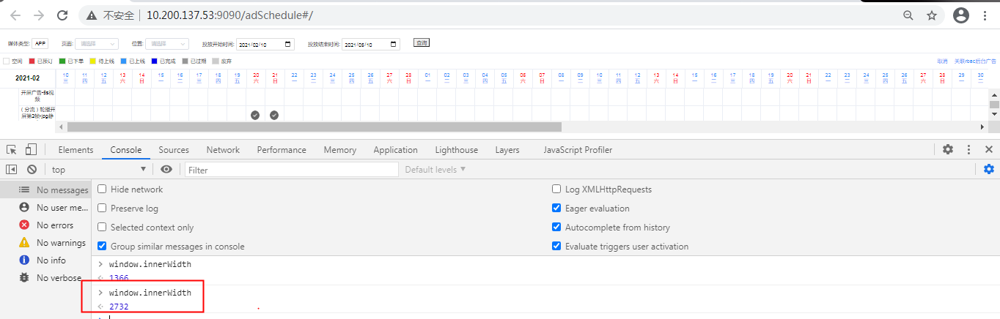 不安全 10.200.137.53:9090/adSchedule#/
媒体类型: APP 页面: 请选择 位置: 请选择 投放开始时间: 2021/02/10 投放结束时间: 2021/05/10 查询
空闲 已预订 已下单 待上线 已上线 已完成 已过期 废弃 取消 关联rbac后台广告
2021-02 10 11 12 13 14 15 16 17 18 19 20 21 22 23 24 25 26 27 28 01 02 03 04 05 06 07 08 09 10 11 12 13 14 15 16 17 18 19 20 21 22 23 24 25 26 27 28 29 30
三 四 五 六 日 一 二 三 四 五 六 日 一 二 三 四 五 六 日 一 二 三 四 五 六 日 一 二 三 四 五 六 日 一 二 三 四 五 六 日 一 二 三 四 五 六 日 一 二
开屏广告-5s视
频
（分流）轮播开
屏第2帧-jpg静
Elements Console Sources Network Performance Memory Application Lighthouse Layers JavaScript Profiler
top Filter Default levels
No messages
No user me...
No errors
No warnings
No info
No verbose
Hide network Log XMLHttpRequests
Preserve log Eager evaluation
Selected context only Autocomplete from history
Group similar messages in console Evaluate triggers user activation
window.innerWidth
1366
window.innerWidth
2732